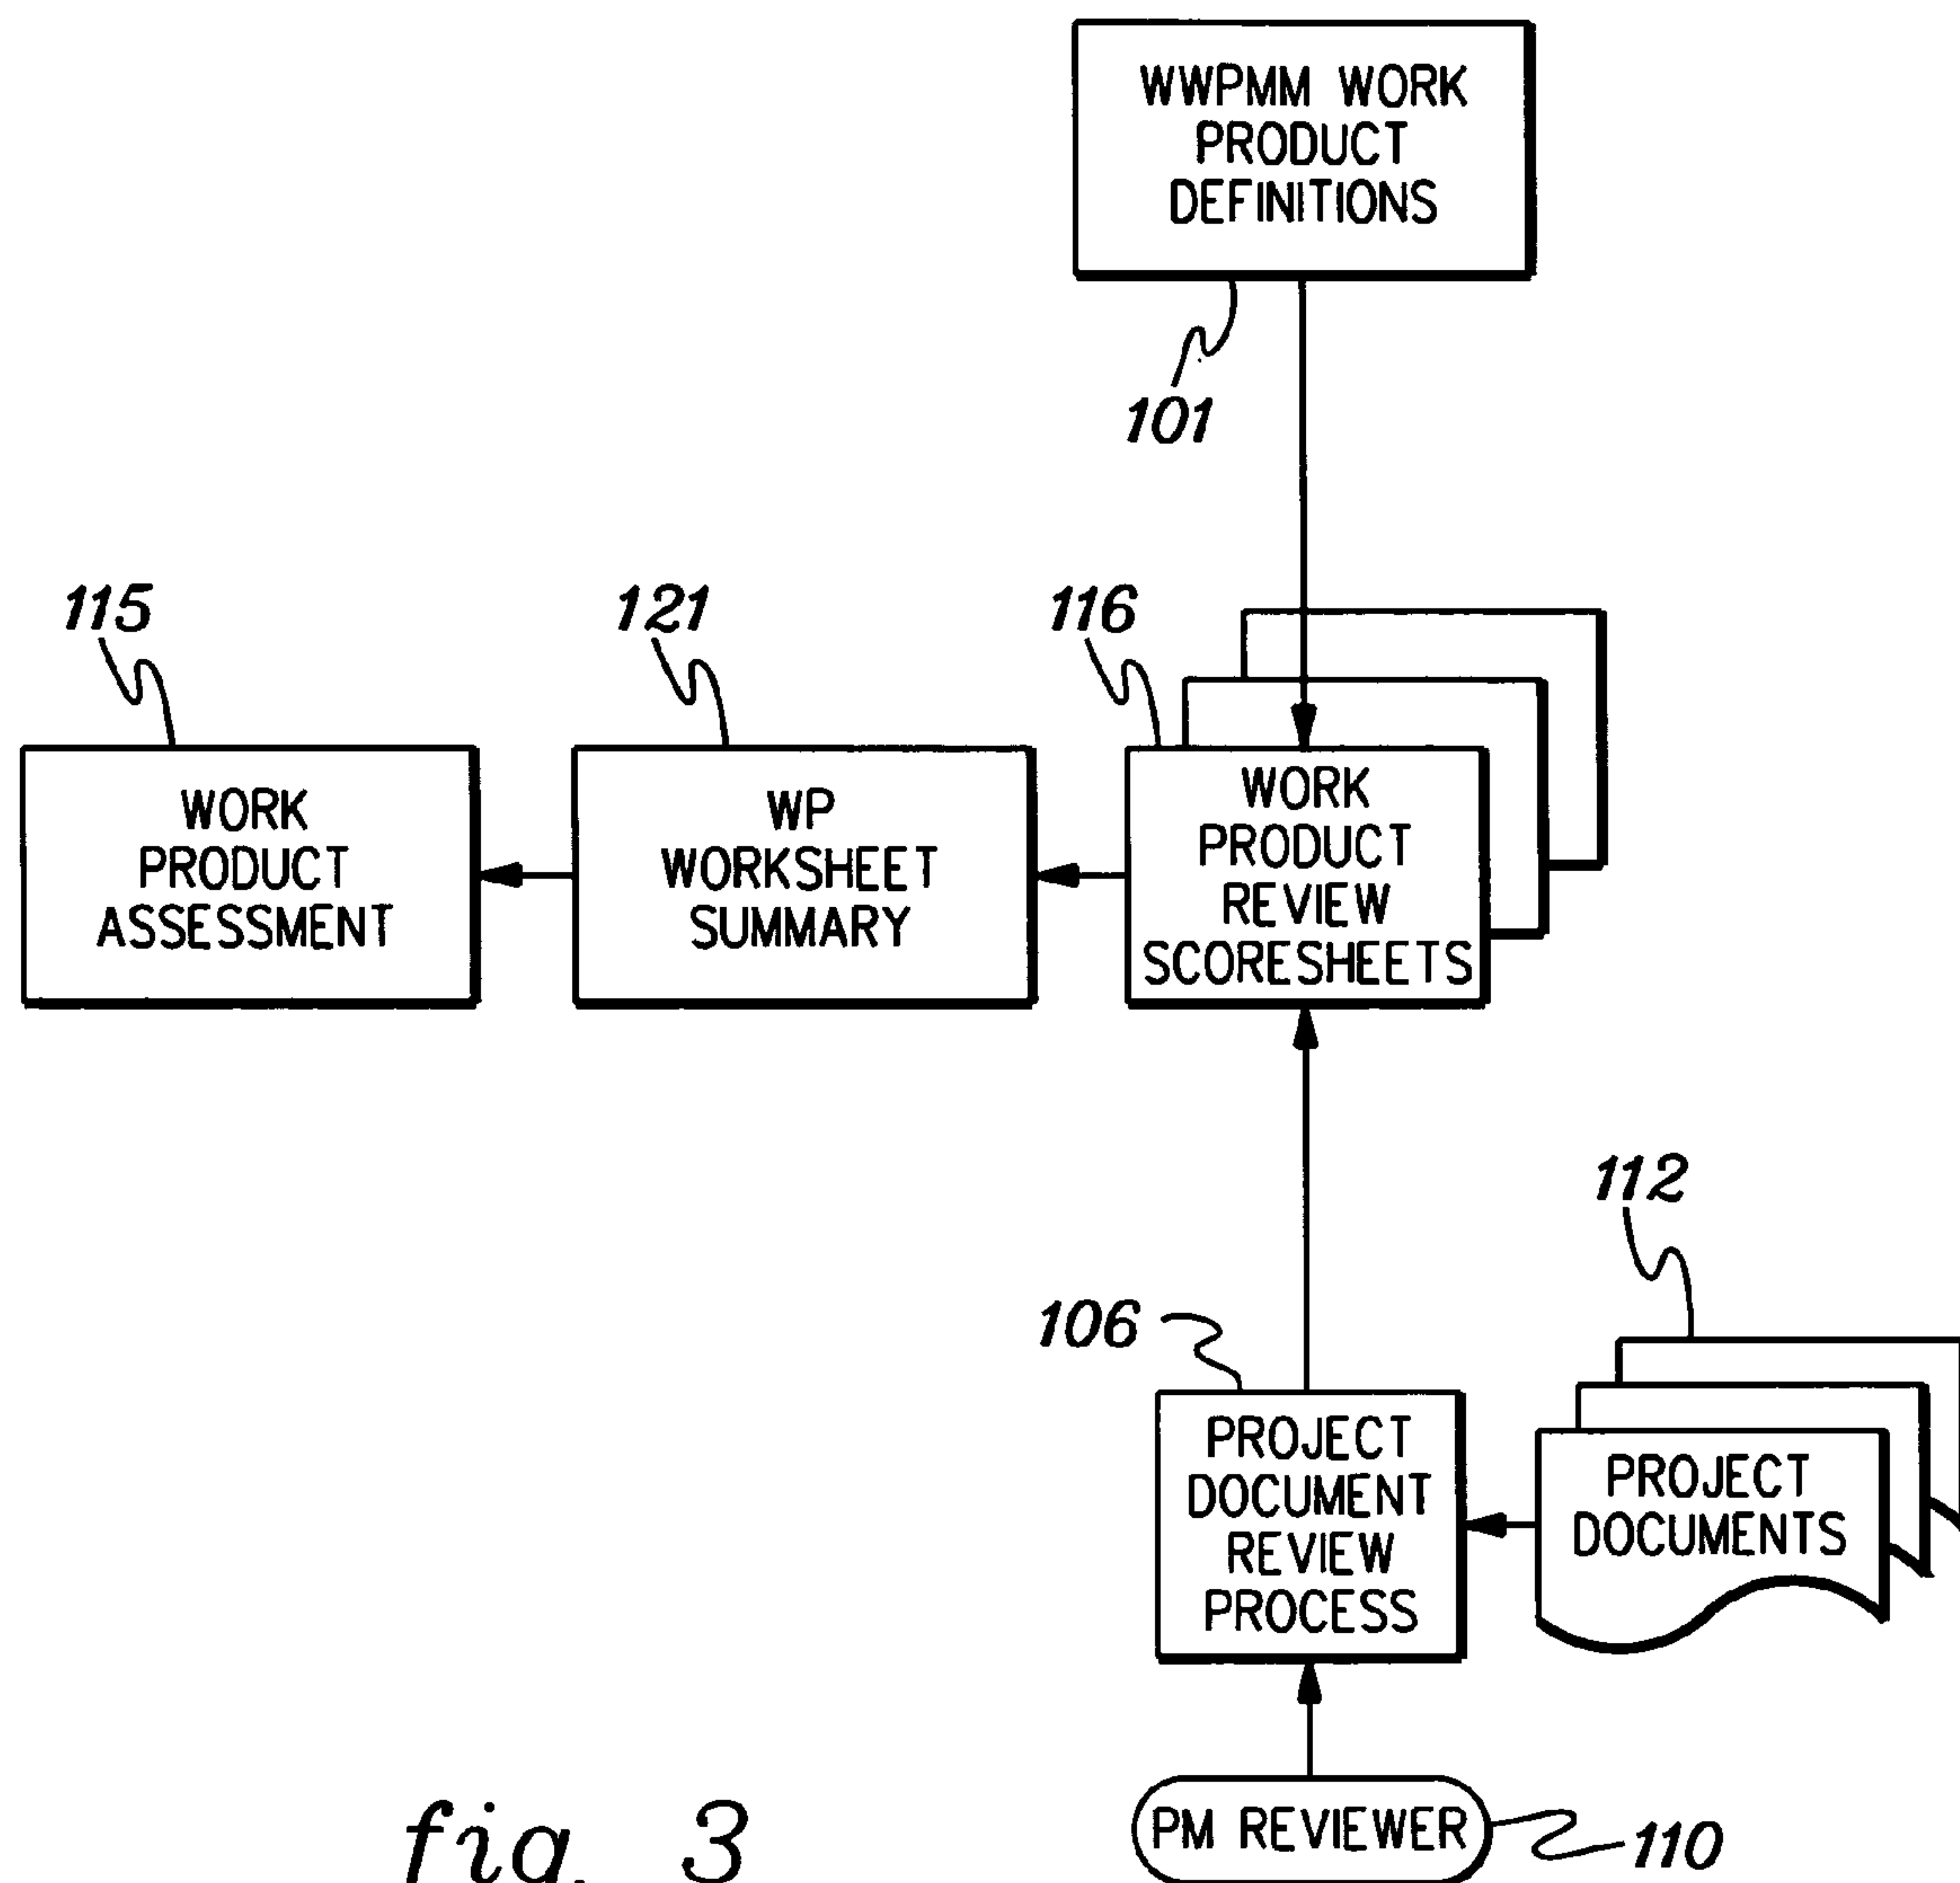 WWPMM WORK
PRODUCT
DEFINITIONS
101
115
121
116
WORK
PRODUCT
ASSESSMENT
WP
WORKSHEET
SUMMARY
WORK
PRODUCT
REVIEW
SCORESHEETS
112
106
PROJECT
DOCUMENT
REVIEW
PROCESS
PROJECT
DOCUMENTS
PM REVIEWER
110
fig. 3